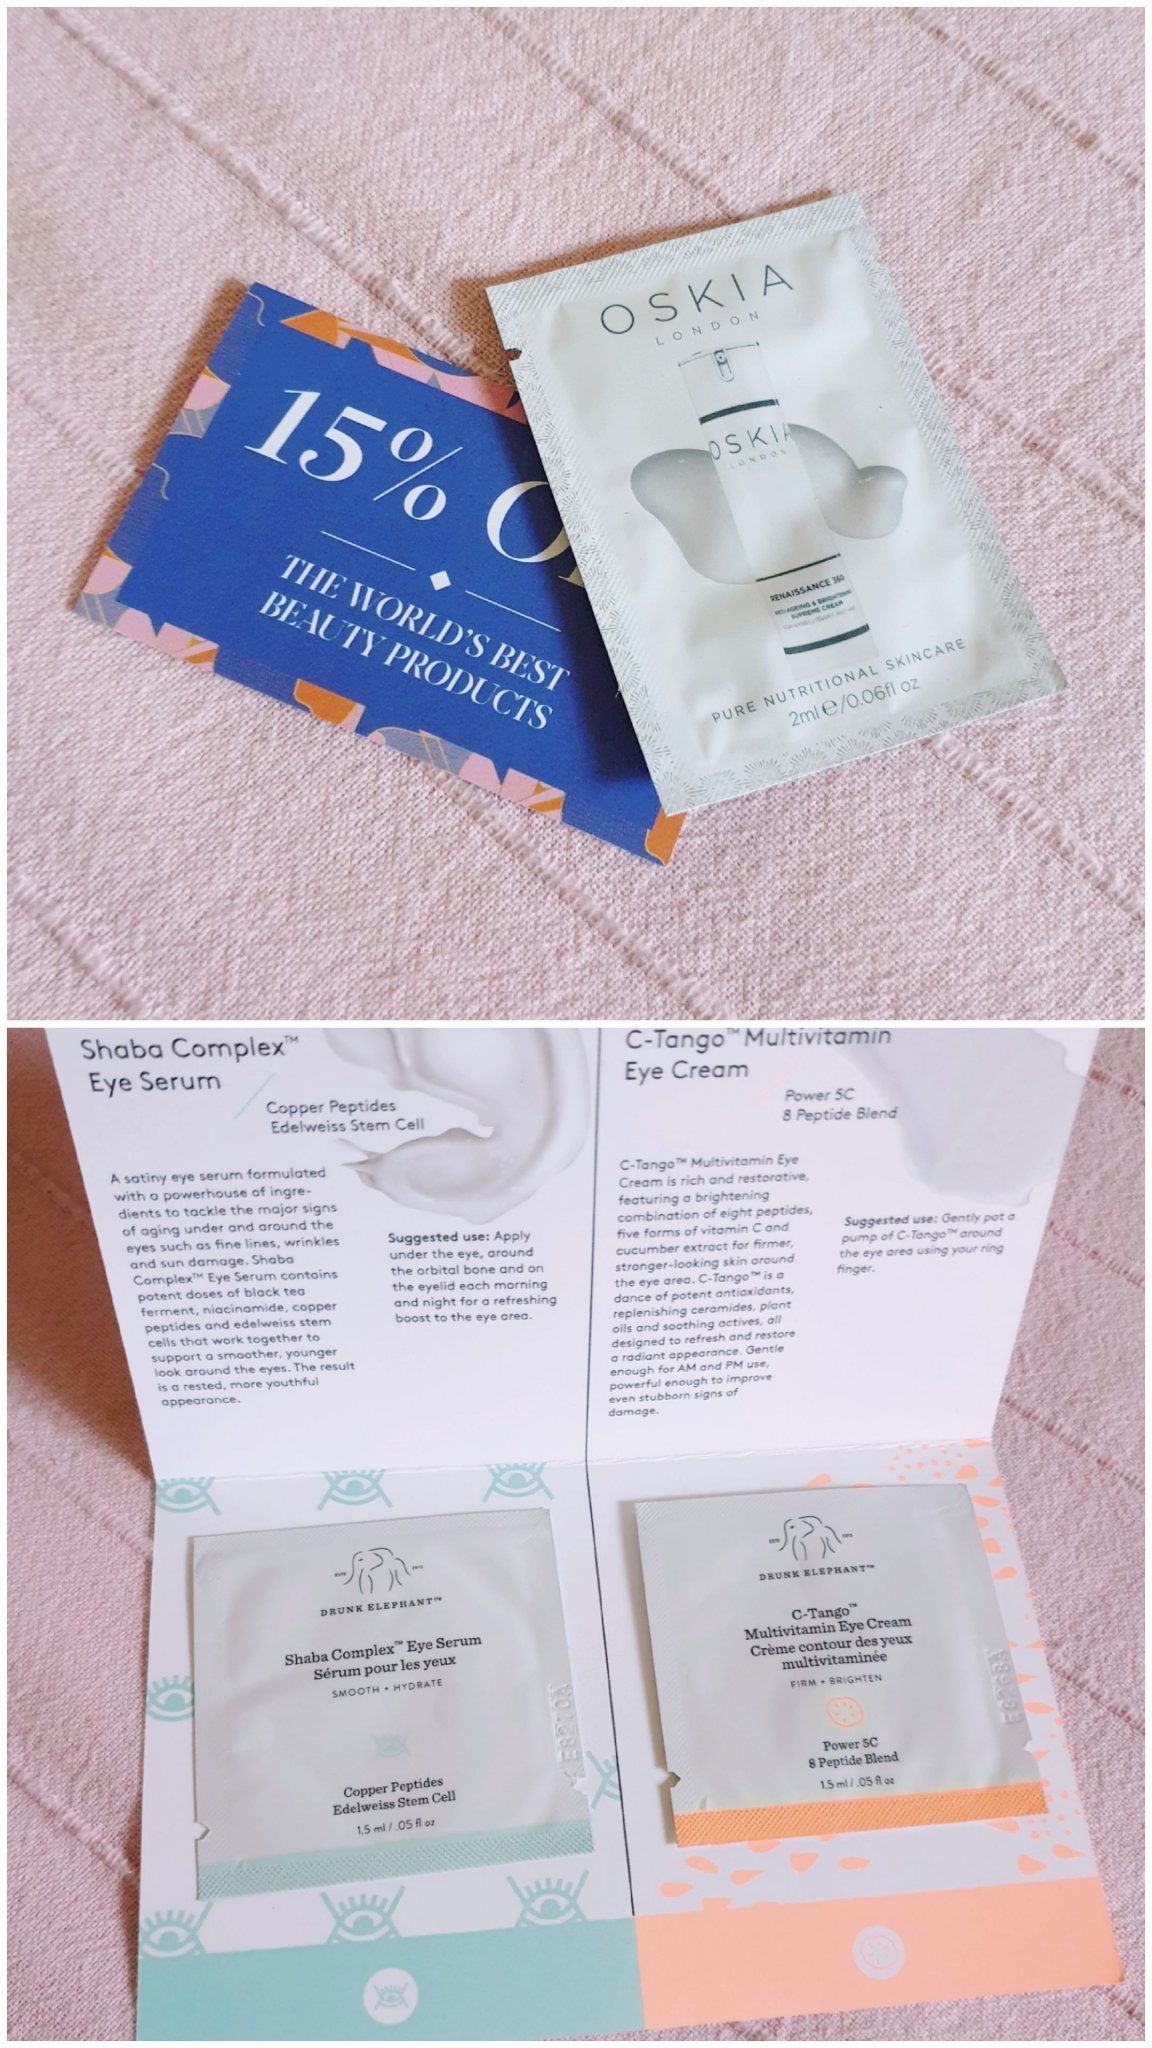 15% O
THE WORLD'S BEST
BEAUTY PRODUCTS
OSKIA
LONDON
OSKIA
LONDON
RENAISSANCE 360
SUPREME CREAM
PURE NUTRITIONAL SKINCARE
2ml e/0.06fl oz
Shaba Complex™
Eye Serum
Copper Peptides
Edelweiss Stem Cell
A satiny eye serum formulated
with a powerhouse of ingre-
dients to tackle the major signs
of aging under and around the
eyes such as fine lines, wrinkles
and sun damage. Shaba
Complex™ Eye Serum contains
potent doses of black tea
ferment, niacinamide, copper
peptides and edelweiss stem
cells that work together to
support a smoother, younger
look around the eyes. The result
is a rested, more youthful
appearance.
Suggested use: Apply
under the eye, around
the orbital bone and on
the eyelid each morning
and night for a refreshing
boost to the eye area.
C-Tango™ Multivitamin
Eye Cream
Power 5C
8 Peptide Blend
C-Tango™ Multivitamin Eye
Cream is rich and restorative,
featuring a brightening
combination of eight peptides,
five forms of vitamin C and
cucumber extract for firmer,
stronger-looking skin around
the eye area. C-Tango™ is a
dance of potent antioxidants,
replenishing ceramides, plant
oils and soothing actives, all
designed to refresh and restore
a radiant appearance. Gentle
enough for AM and PM use,
powerful enough to improve
even stubborn signs of
damage.
Suggested use: Gently pat a
pump of C-Tango™ around
the eye area using your ring
finger.
DRUNK ELEPHANT™
Shaba Complex™ Eye Serum
Sérum pour les yeux
SMOOTH + HYDRATE
Copper Peptides
Edelweiss Stem Cell
1.5 ml / .05 fl oz
E8210A
DRUNK ELEPHANT™
C-Tango™
Multivitamin Eye Cream
Crème contour des yeux
multivitaminée
FIRM + BRIGHTEN
Power 5C
8 Peptide Blend
1.5 ml / .05 fl oz
E8268A